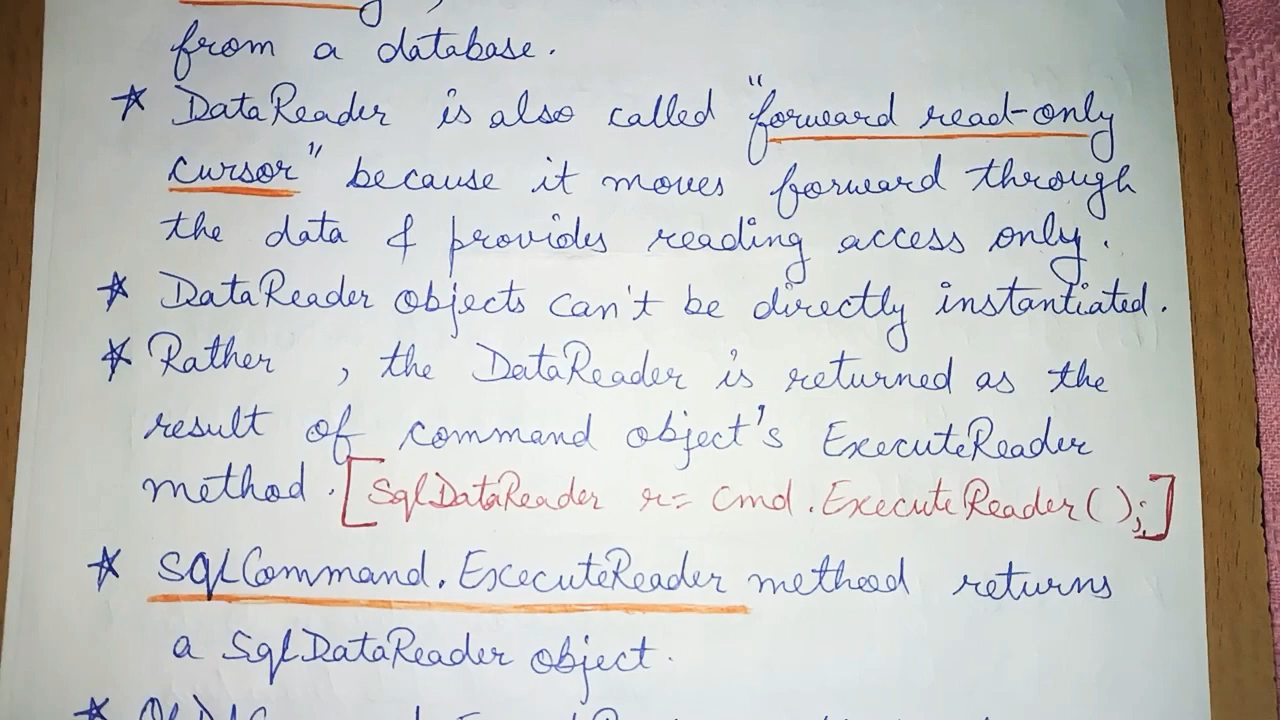 from a database.
* DataReader is also called "forward read-only
cursor" because it moves forward through
the data & provides reading access only.
* DataReader objects can't be directly instantiated.
* Rather , the DataReader is returned as the
result of command object's ExecuteReader
method. [SqlDataReader r= cmd.ExecuteReader();]
* SqlCommand.ExecuteReader method returns
a SqlDataReader object.